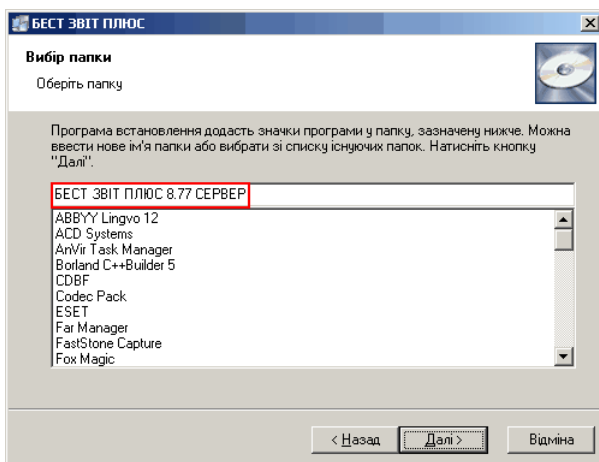 БЕСТ ЗВІТ ПЛЮС
Вибір папки
Оберіть папку
Програма встановлення додасть значки програми у папку, зазначену нижче. Можна
ввести нове ім'я папки або вибрати зі списку існуючих папок. Натисніть кнопку
"Далі".
БЕСТ ЗВІТ ПЛЮС 8.77 СЕРВЕР
ABBYY Lingvo 12
ACD Systems
AnVir Task Manager
Borland C++Builder 5
CDBF
Codec Pack
ESET
Far Manager
FastStone Capture
Fox Magic
< Назад Далі > Відміна